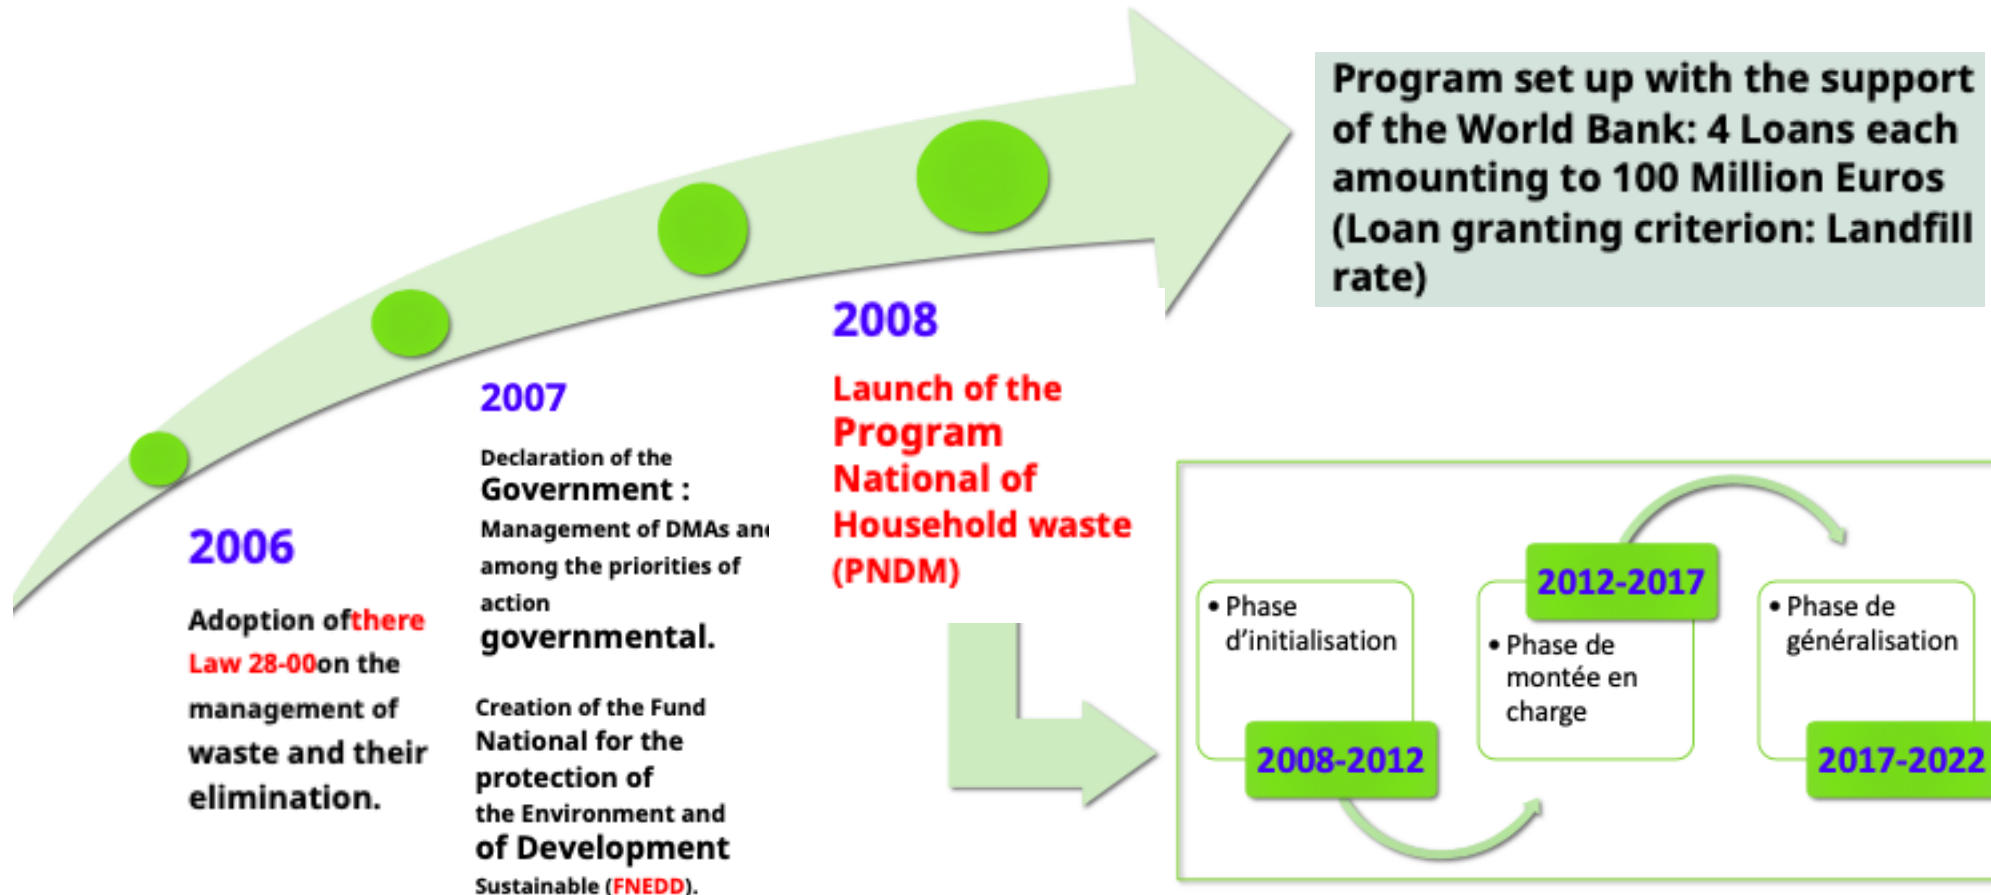 Program set up with the support
of the World Bank: 4 Loans each
amounting to 100 Million Euros
(Loan granting criterion: Landfill
rate)
2006
Adoption ofthere
Law 28-00on the
management of
waste and their
elimination.
2007
Declaration of the
Government :
Management of DMAs and
among the priorities of
action
governmental.
Creation of the Fund
National for the
protection of
the Environment and
of Development
Sustainable (FNEDD).
2008
Launch of the
Program
National of
Household waste
(PNDM)
• Phase
d’initialisation
2008-2012
2012-2017
• Phase de
montée en
charge
• Phase de
généralisation
2017-2022